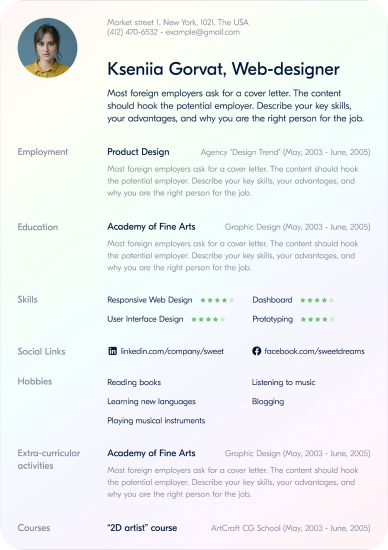 Market street 1, New York, 1021, The USA
(412) 470-6532 - example@gmail.com
Kseniia Gorvat, Web-designer
Most foreign employers ask for a cover letter. The content
should hook the potential employer. Describe your key skills,
your advantages, and why you are the right person for the job.
Employment
Product Design
Agency "Design Trend" (May, 2003 - June, 2005)
Most foreign employers ask for a cover letter. The content should hook
the potential employer. Describe your key skills, your advantages, and
why you are the right person for the job.
Education
Academy of Fine Arts
Graphic Design (May, 2003 - June, 2005)
Most foreign employers ask for a cover letter. The content should hook
the potential employer. Describe your key skills, your advantages, and
why you are the right person for the job.
Skills
Responsive Web Design
Dashboard
User Interface Design
Prototyping
Social Links
linkedin.com/company/sweet
facebook.com/sweetdreams
Hobbies
Reading books
Listening to music
Learning new languages
Blogging
Playing musical instruments
Extra-curricular
activities
Academy of Fine Arts
Graphic Design (May, 2003 - June, 2005)
Most foreign employers ask for a cover letter. The content should hook
the potential employer. Describe your key skills, your advantages, and
why you are the right person for the job.
Courses
"2D artist" course
ArtCraft CG School (May, 2003 - June, 2005)